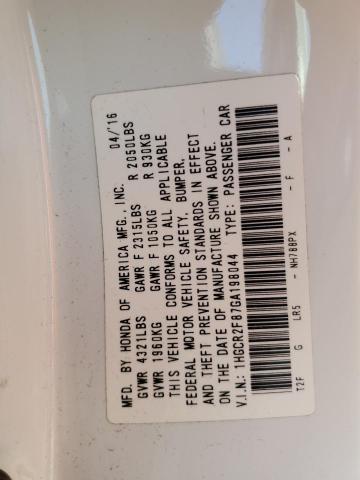 MFD. BY HONDA OF AMERICA MFG., INC. 04/'16
GVWR 4321LBS GAWR F 2315LBS R 2050LBS
GVWR 1960KG GAWR F 1050KG R 930KG
THIS VEHICLE CONFORMS TO ALL APPLICABLE
FEDERAL MOTOR VEHICLE SAFETY, BUMPER,
AND THEFT PREVENTION STANDARDS IN EFFECT
ON THE DATE OF MANUFACTURE SHOWN ABOVE.
V.I.N.: 1HGCR2F87GA198044 TYPE: PASSENGER CAR
T2F G LR5 - NH788PX - F - A